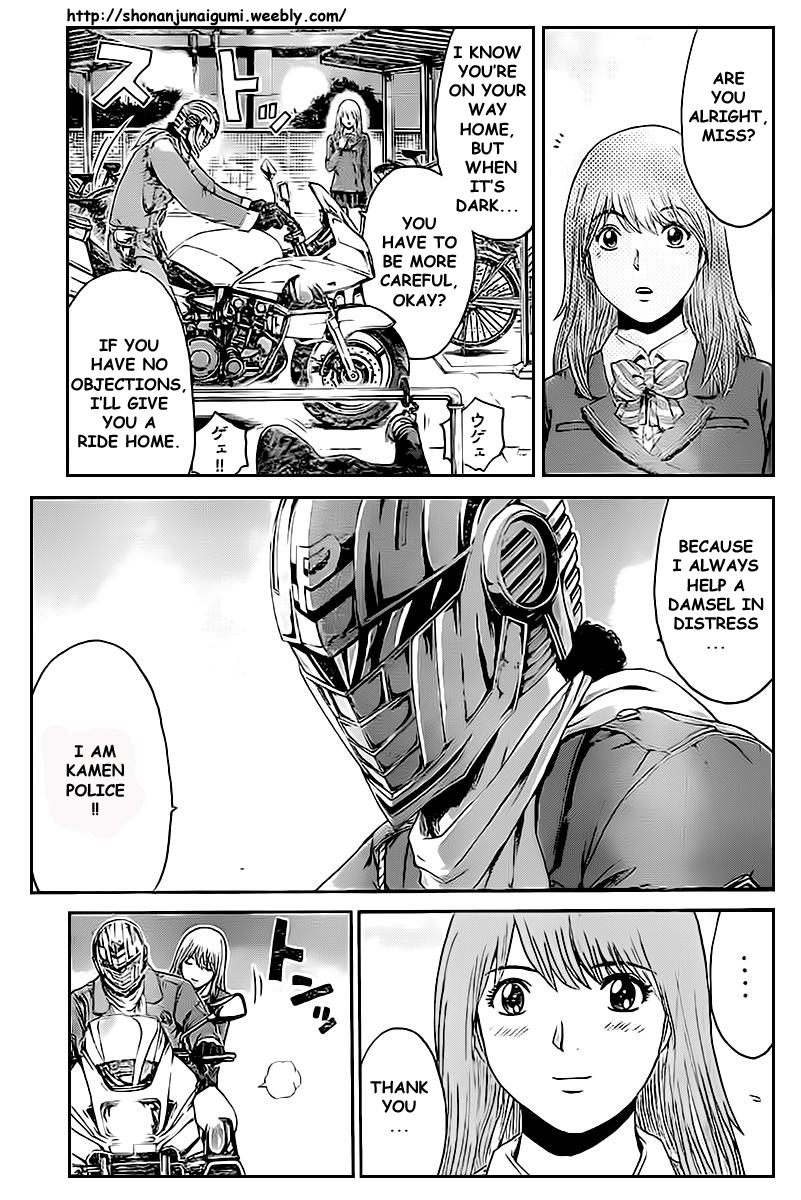 http://shonanjunaigumi.weebly.com/
ARE
YOU
ALRIGHT,
MISS?
I KNOW
YOU'RE
ON YOUR
WAY
HOME,
BUT
WHEN
IT'S
DARK...
YOU
HAVE TO
BE MORE
CAREFUL,
OKAY?
IF YOU
HAVE NO
OBJECTIONS,
I'LL GIVE
YOU A
RIDE HOME.
ストッ
ウゲェ
ゲェ!!
BECAUSE
I ALWAYS
HELP A
DAMSEL IN
DISTRESS
...
I AM
KAMEN
POLICE
!!
....
THANK
YOU
...
トンッ